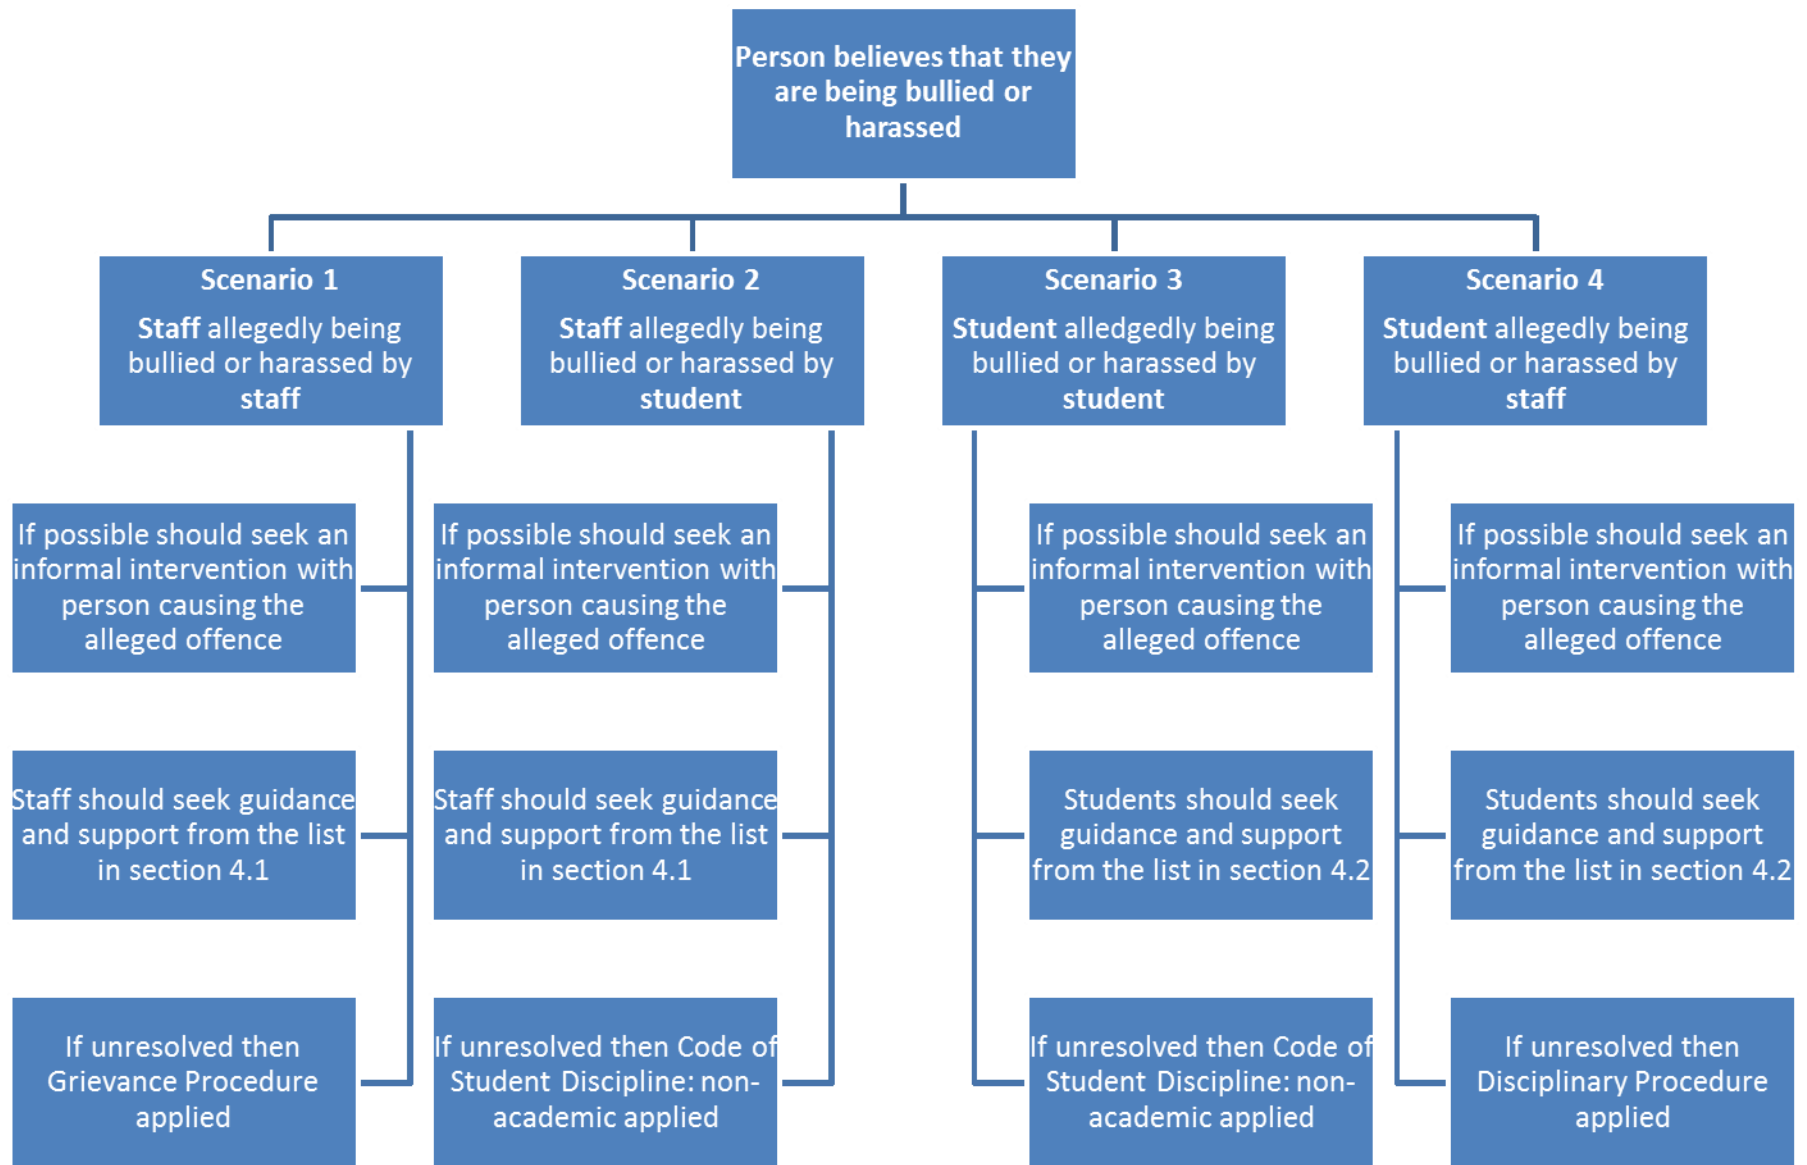 Person believes that they
are being bullied or
harassed
Scenario 1
Staff allegedly being
bullied or harassed by
staff
Scenario 2
Staff allegedly being
bullied or harassed by
student
Scenario 3
Student alledgedly being
bullied or harassed by
student
Scenario 4
Student allegedly being
bullied or harassed by
staff
If possible should seek an
informal intervention with
person causing the
alleged offence
If possible should seek an
informal intervention with
person causing the
alleged offence
If possible should seek an
informal intervention with
person causing the
alleged offence
If possible should seek an
informal intervention with
person causing the
alleged offence
Staff should seek guidance
and support from the list
in section 4.1
Staff should seek guidance
and support from the list
in section 4.1
Students should seek
guidance and support
from the list in section 4.2
Students should seek
guidance and support
from the list in section 4.2
If unresolved then
Grievance Procedure
applied
If unresolved then Code of
Student Discipline: non-
academic applied
If unresolved then Code of
Student Discipline: non-
academic applied
If unresolved then
Disciplinary Procedure
applied